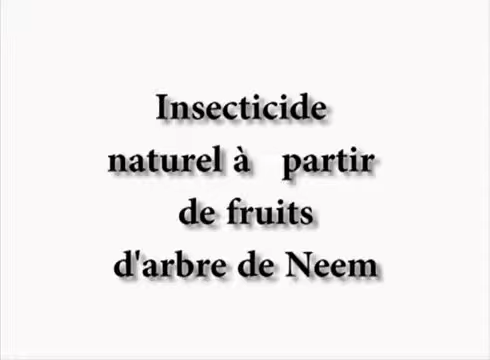 Insecticide
naturel à partir
de fruits
d'arbre de Neem